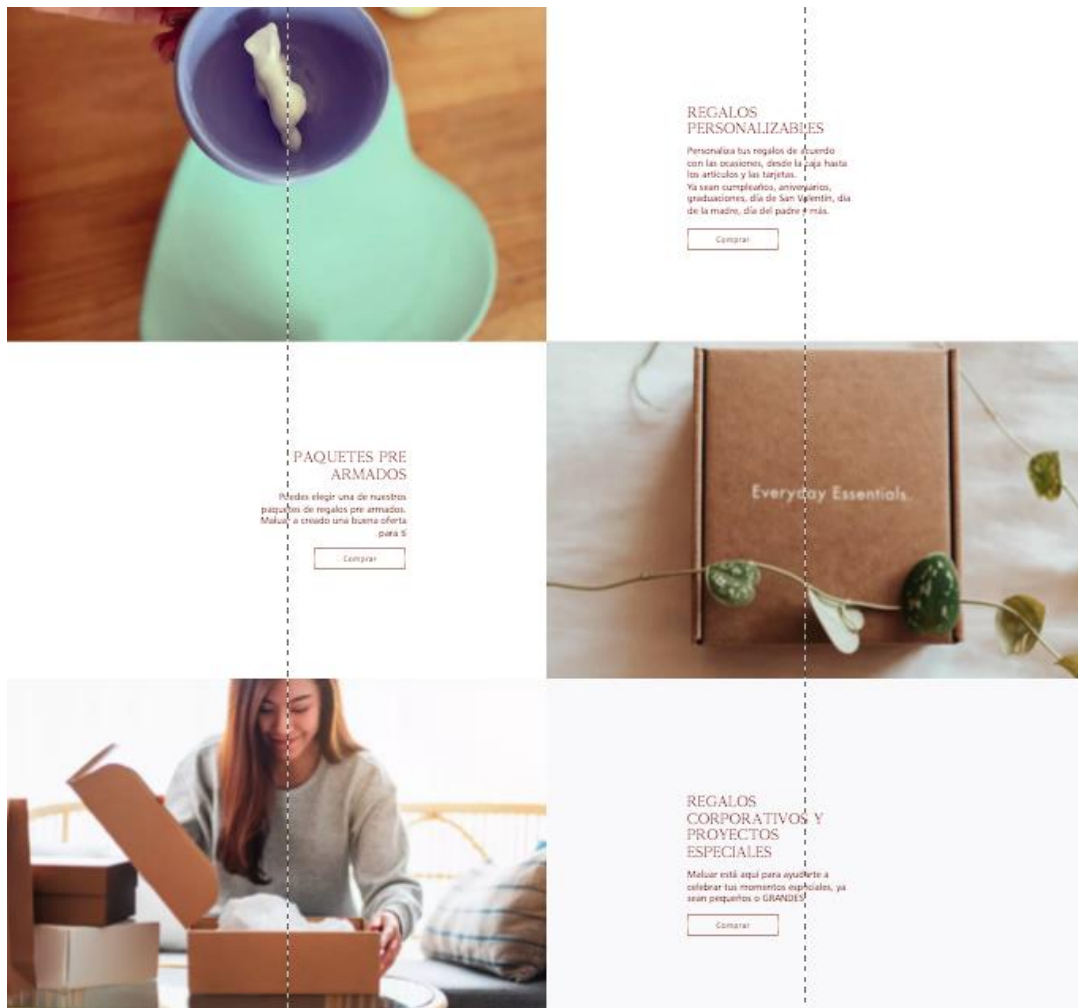 REGALOS
PERSONALIZABLES
Personaliza tus regalos de acuerdo
con las ocasiones, desde la caja hasta
los artículos y las tarjetas.
Ya sean cumpleaños, aniversarios,
graduaciones, día de San Valentín, día
de la madre, día del padre y más.
Comprar
PAQUETES PRE
ARMADOS
Puedes elegir una de nuestros
paquetes de regalos pre armados.
Maluar a creado una buena oferta
para ti
Comprar
Everyday Essentials.
REGALOS
CORPORATIVOS Y
PROYECTOS
ESPECIALES
Maluar está aquí para ayudarte a
celebrar tus momentos especiales, ya
sean pequeños o GRANDES
Comprar